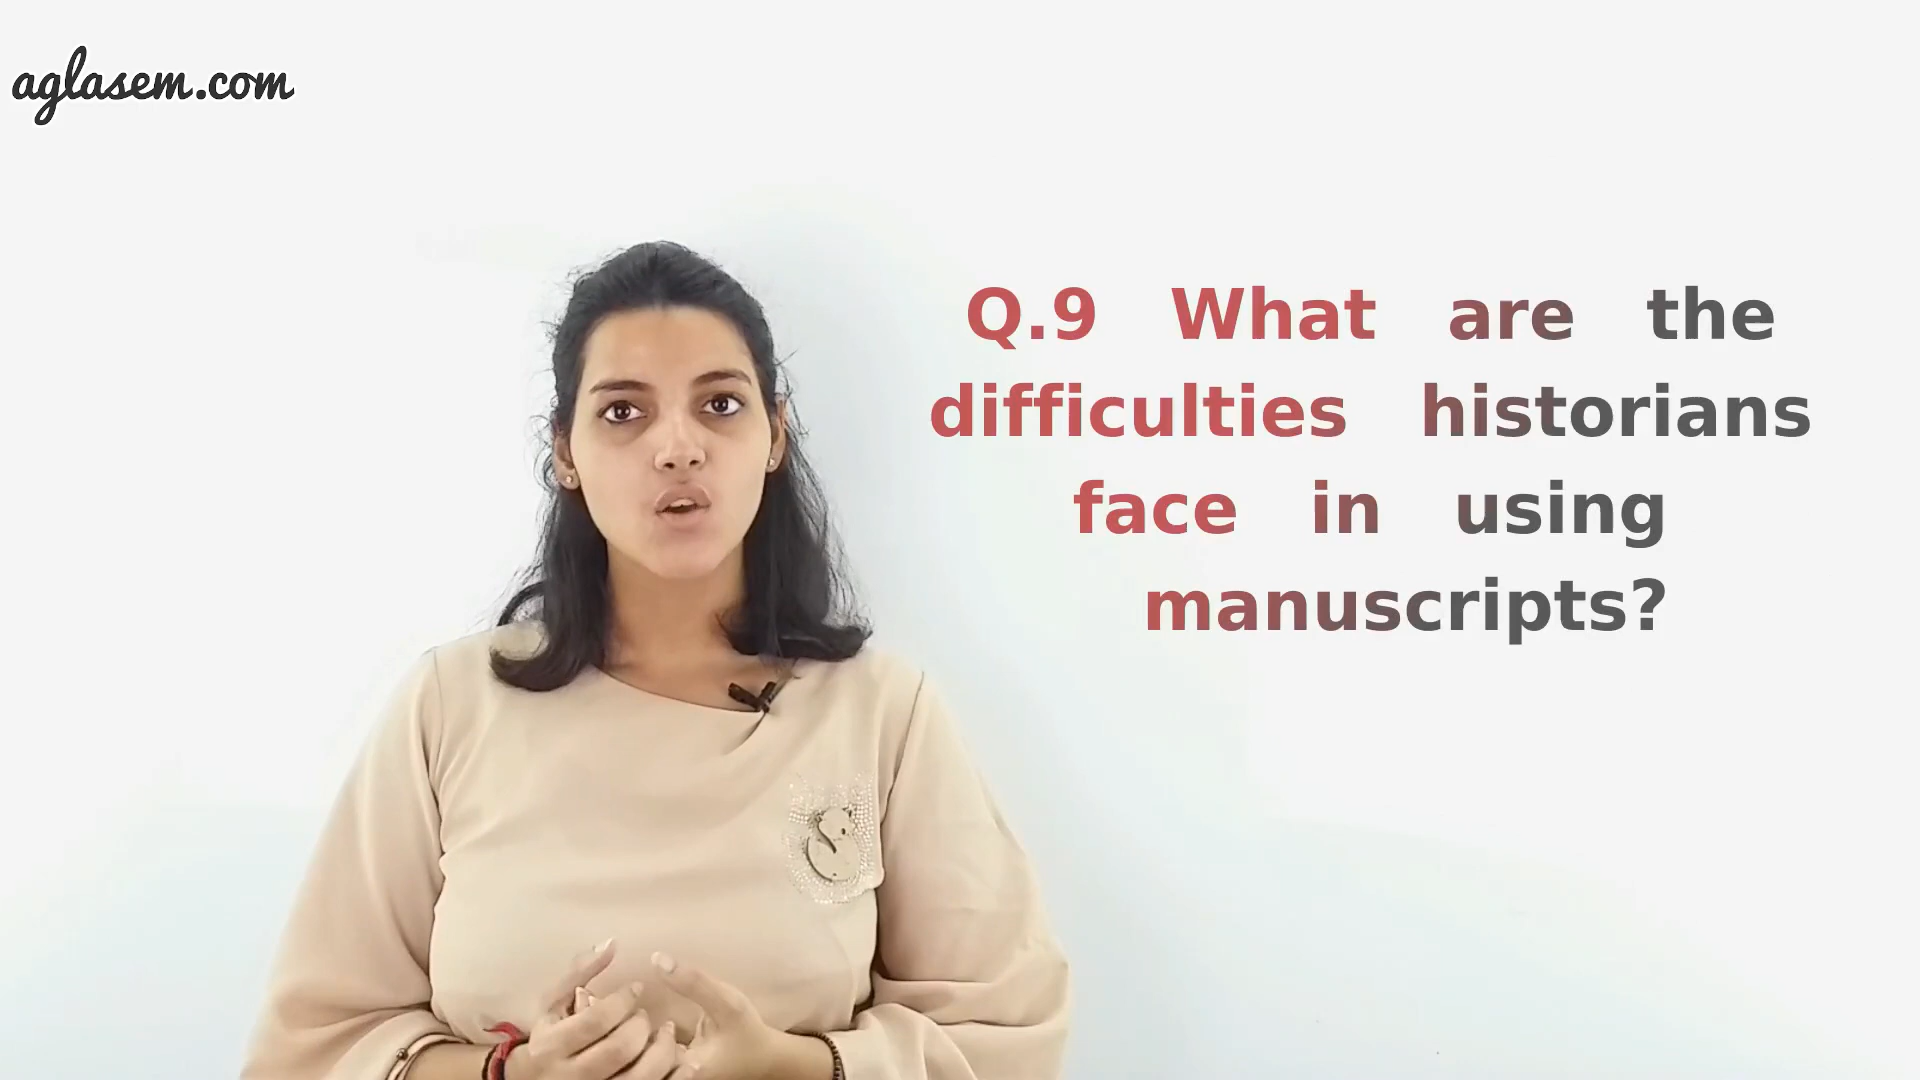 aglasem.com
Q.9 What are the
difficulties historians
face in using
manuscripts?